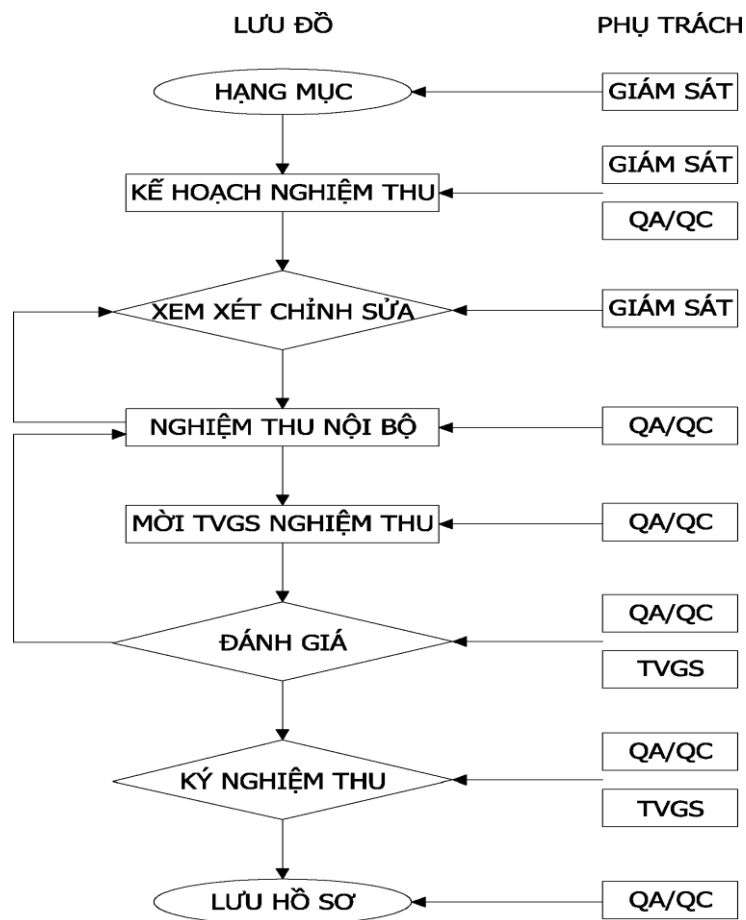 LƯU ĐỒ
PHỤ TRÁCH
HẠNG MỤC
GIÁM SÁT
GIÁM SÁT
KẾ HOẠCH NGHIỆM THU
QA/QC
XEM XÉT CHỈNH SỬA
GIÁM SÁT
NGHIỆM THU NỘI BỘ
QA/QC
MỜI TVGS NGHIỆM THU
QA/QC
QA/QC
ĐÁNH GIÁ
TVGS
QA/QC
KÝ NGHIỆM THU
TVGS
LƯU HỒ SƠ
QA/QC